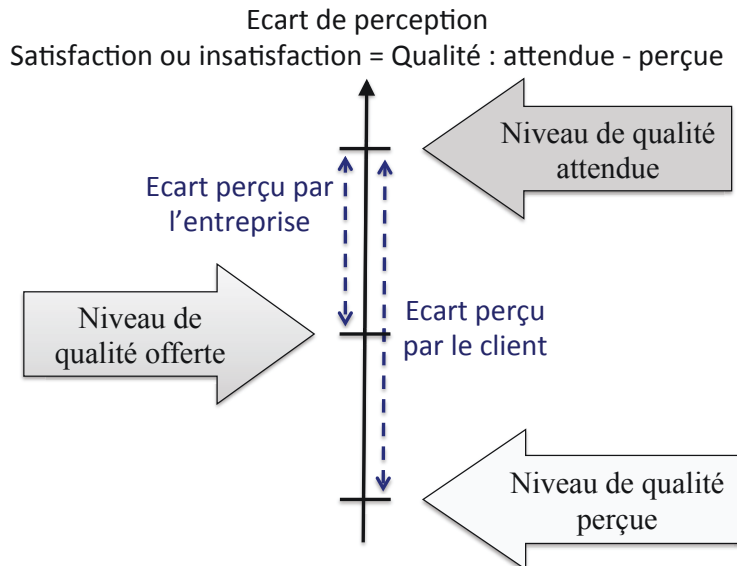 Ecart de perception
Satisfaction ou insatisfaction = Qualité : attendue - perçue
Niveau de qualité
attendue
Ecart perçu par
l’entreprise
Niveau de
qualité offerte
Ecart perçu
par le client
Niveau de qualité
perçue